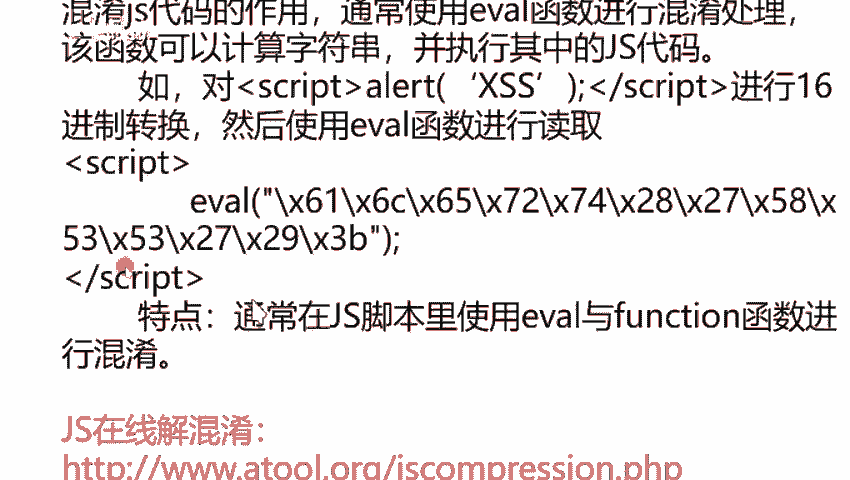 混淆js代码的作用，通常使用eval函数进行混淆处理，
该函数可以计算字符串，并执行其中的JS代码。
如，对<script>alert(‘XSS’);</script>进行16
进制转换，然后使用eval函数进行读取
<script>
eval("\x61\x6c\x65\x72\x74\x28\x27\x58\x
53\x53\x27\x29\x3b");
</script>
特点：通常在JS脚本里使用eval与function函数进
行混淆。
JS在线解混淆：
http://www.atool.org/jscompression.php